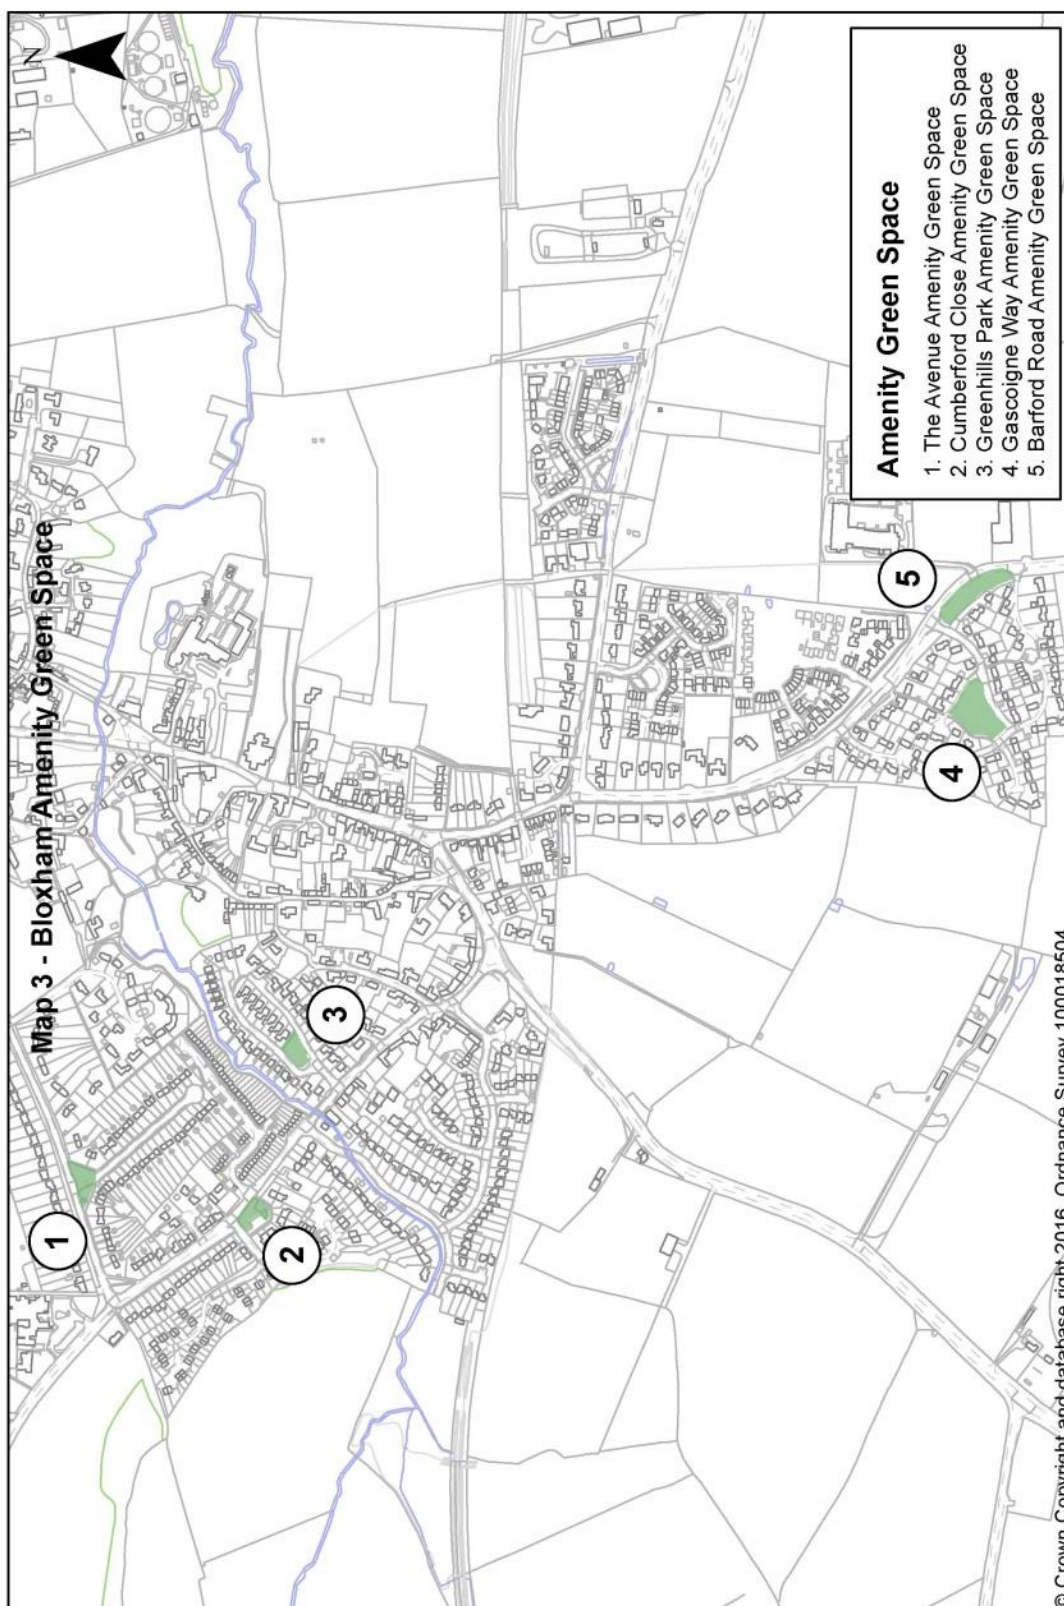 Map 3 - Bloxham Amenity Green Space
N
1
2
3
4
5
Amenity Green Space
1. The Avenue Amenity Green Space
2. Cumberford Close Amenity Green Space
3. Greenhills Park Amenity Green Space
4. Gascoigne Way Amenity Green Space
5. Barford Road Amenity Green Space
© Crown Copyright and database right 2016. Ordnance Survey 100018504